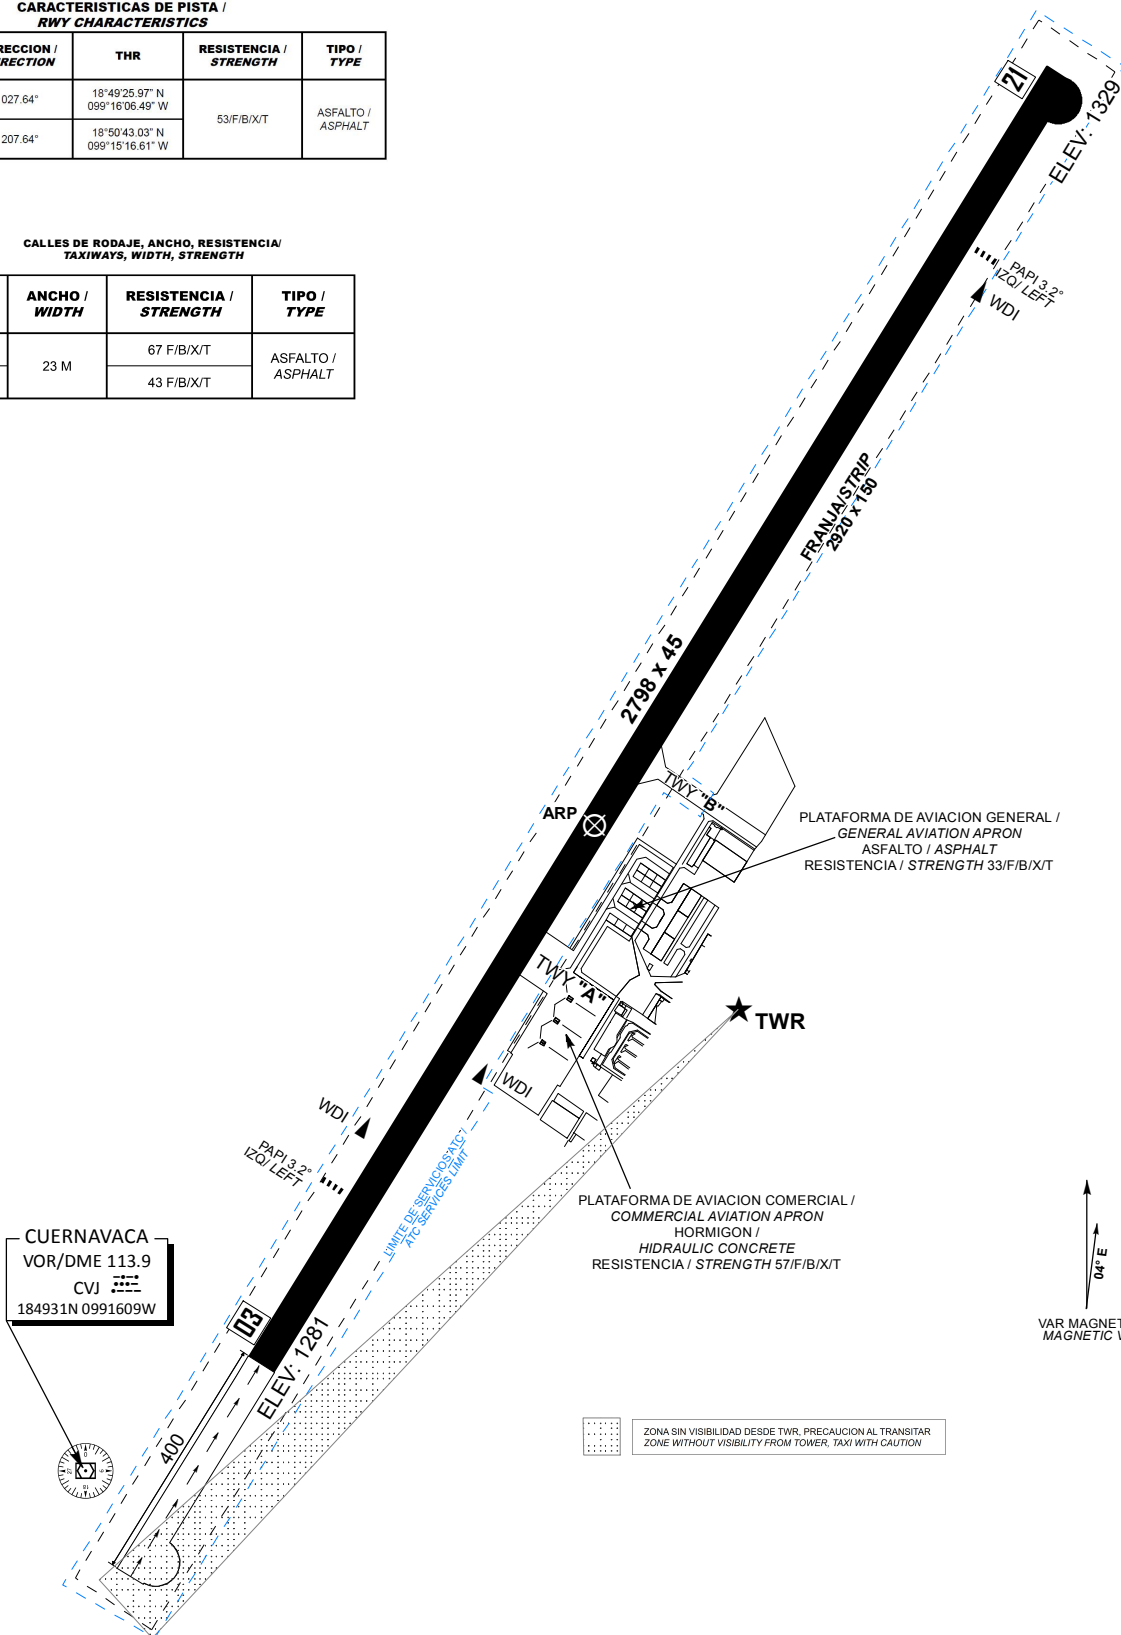 CARACTERISTICAS DE PISTA /
RWY CHARACTERISTICS
RECCION /
RECTION
THR
RESISTENCIA /
STRENGTH
TIPO /
TYPE
027.64°
18°49'25.97" N
099°16'06.49" W
53/F/B/X/T
ASFALTO /
ASPHALT
207.64°
18°50'43.03" N
099°15'16.61" W
CALLES DE RODAJE, ANCHO, RESISTENCIA/
TAXIWAYS, WIDTH, STRENGTH
ANCHO /
WIDTH
RESISTENCIA /
STRENGTH
TIPO /
TYPE
23 M
67 F/B/X/T
43 F/B/X/T
ASFALTO /
ASPHALT
21
ELEV: 1329
PAPI 3.2°
IZQ/ LEFT
WDI
FRANJA/STRIP
2920 x 150
2798 x 45
TWY "B"
ARP
PLATAFORMA DE AVIACION GENERAL /
GENERAL AVIATION APRON
ASFALTO / ASPHALT
RESISTENCIA / STRENGTH 33/F/B/X/T
TWY "A"
TWR
WDI
WDI
PAPI 3.2°
IZQ/ LEFT
LIMITE DE SERVICIOS ATC /
ATC SERVICES LIMIT
PLATAFORMA DE AVIACION COMERCIAL /
COMMERCIAL AVIATION APRON
HORMIGON /
HIDRAULIC CONCRETE
RESISTENCIA / STRENGTH 57/F/B/X/T
CUERNAVACA
VOR/DME 113.9
CVJ
184931N 0991609W
04° E
VAR MAGNET
MAGNETIC V
03
ELEV: 1281
400
ZONA SIN VISIBILIDAD DESDE TWR, PRECAUCION AL TRANSITAR
ZONE WITHOUT VISIBILITY FROM TOWER, TAXI WITH CAUTION